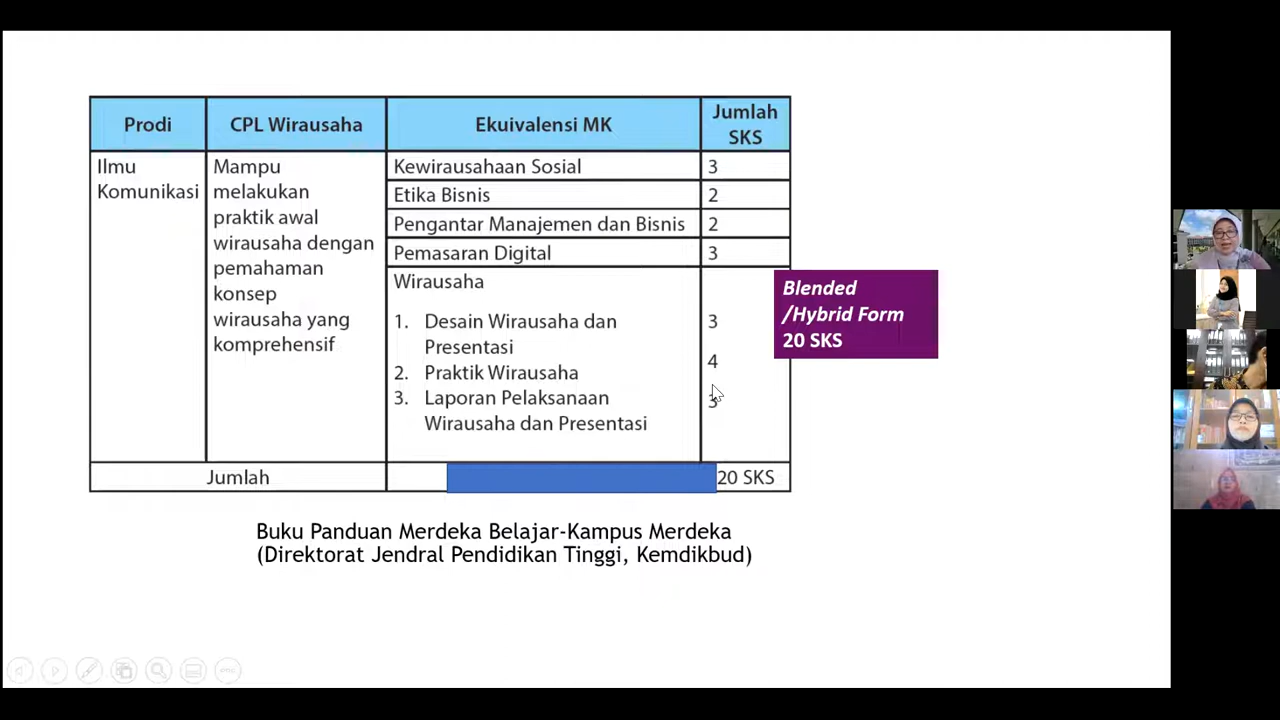 Prodi
CPL Wirausaha
Ekuivalensi MK
Jumlah
SKS
Ilmu
Komunikasi
Mampu
melakukan
praktik awal
wirausaha dengan
pemahaman
konsep
wirausaha yang
komprehensif
Kewirausahaan Sosial
3
Etika Bisnis
2
Pengantar Manajemen dan Bisnis
2
Pemasaran Digital
3
Wirausaha
1. Desain Wirausaha dan
Presentasi
3
2. Praktik Wirausaha
4
3. Laporan Pelaksanaan
Wirausaha dan Presentasi
3
Blended
/Hybrid Form
20 SKS
Jumlah
20 SKS
Buku Panduan Merdeka Belajar-Kampus Merdeka
(Direktorat Jendral Pendidikan Tinggi, Kemdikbud)